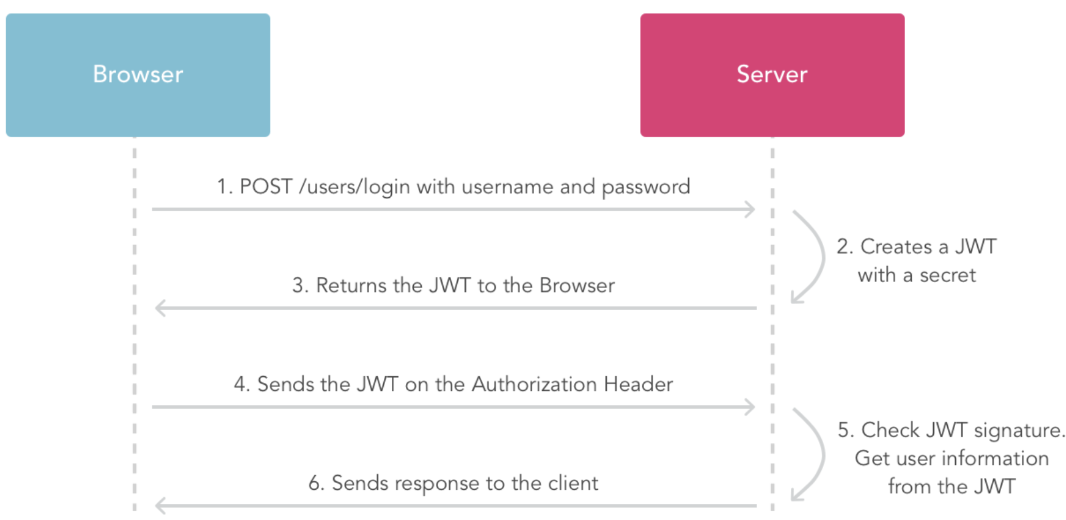 Browser
Server
1. POST /users/login with username and password
2. Creates a JWT
with a secret
3. Returns the JWT to the Browser
4. Sends the JWT on the Authorization Header
5. Check JWT signature.
Get user information
from the JWT
6. Sends response to the client